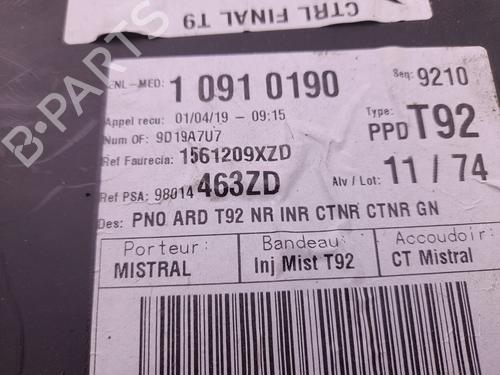 CTRL FINAL T9
ENL-MED: 1 091 0190 Seq: 9210
Appel recu: 01/04/19 - 09:15 Type: PPD T92
Num OF: 9D19A7U7
Ref Faurecia: 1561209XZD
Ref PSA: 98014 463ZD Alv / Lot: 11 / 74
Des: PNO ARD T92 NR INR CTNR CTNR GN
Porteur: Bandeau: Accoudoir:
MISTRAL Inj Mist T92 CT Mistral
B-PARTS